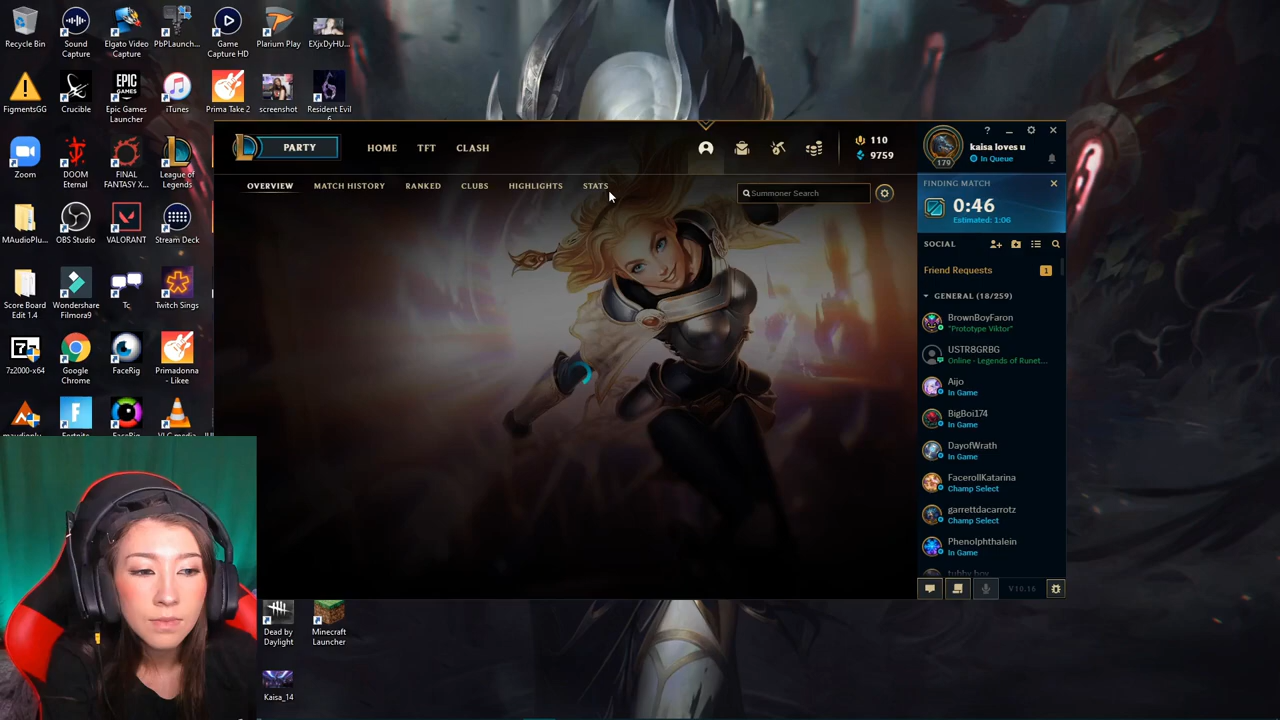 Recycle Bin
Sound Capture
Elgato Video Capture
PbPLaunch...
Game Capture HD
Plarium Play
EXjxDyHU...
FigmentsGG
Crucible
Epic Games Launcher
iTunes
Prima Take 2
screenshot
Resident Evil 6
Zoom
DOOM Eternal
FINAL FANTASY X...
League of Legends
MAudioPlu...
OBS Studio
VALORANT
Stream Deck
Score Board Edit 1.4
Wondershare Filmora9
Tc
Twitch Sings
7z2000-x64
Google Chrome
FaceRig
Primadonna - Likee
Dead by Daylight
Minecraft Launcher
Kaisa_14
PARTY
HOME
TFT
CLASH
110
9759
179
kaisa loves u
In Queue
OVERVIEW
MATCH HISTORY
RANKED
CLUBS
HIGHLIGHTS
STATS
Summoner Search
FINDING MATCH
0:46
Estimated: 1:06
SOCIAL
Friend Requests
1
GENERAL (18/259)
BrownBoyFaron
"Prototype Viktor"
USTR8GRBG
Online - Legends of Runet...
Aijo
In Game
BigBoi174
In Game
DayofWrath
In Game
FacerollKatarina
Champ Select
garrettdacarrotz
Champ Select
Phenolphthalein
In Game
V10.16